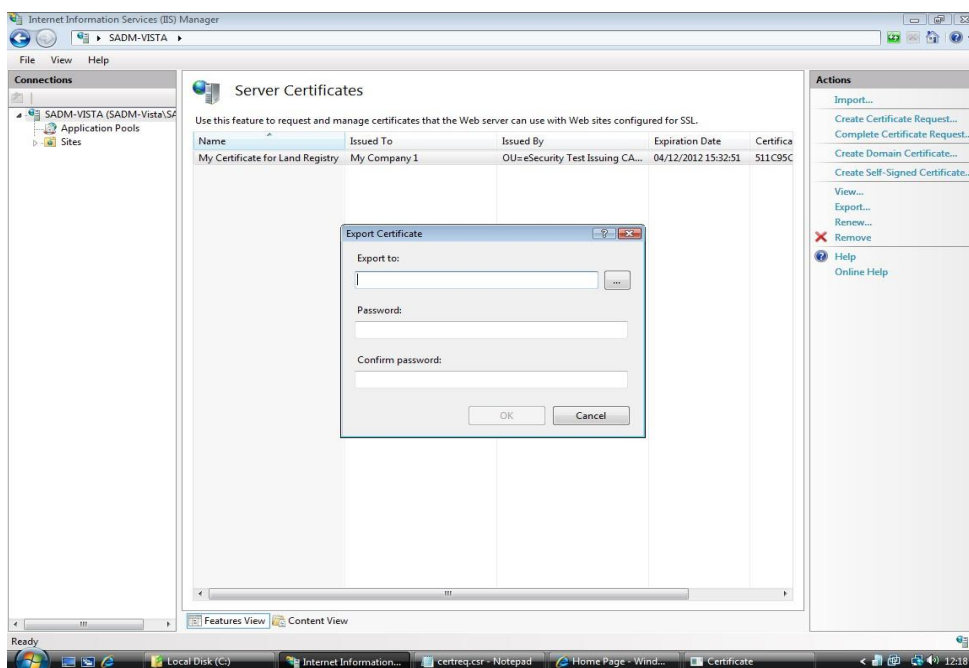 Internet Information Services (IIS) Manager
SADM-VISTA
File View Help
Connections
SADM-VISTA (SADM-Vista\SA
Application Pools
Sites
Server Certificates
Use this feature to request and manage certificates that the Web server can use with Web sites configured for SSL.
Name Issued To Issued By Expiration Date Certifica
My Certificate for Land Registry My Company 1 OU=eSecurity Test Issuing CA... 04/12/2012 15:32:51 511C95C
Export Certificate
Export to:
...
Password:
Confirm password:
OK Cancel
Features View Content View
Actions
Import...
Create Certificate Request...
Complete Certificate Request..
Create Domain Certificate...
Create Self-Signed Certificate..
View...
Export...
Renew...
Remove
Help
Online Help
Ready
Local Disk (C:) Internet Information... certreq.csr - Notepad Home Page - Wind... Certificate 12:18